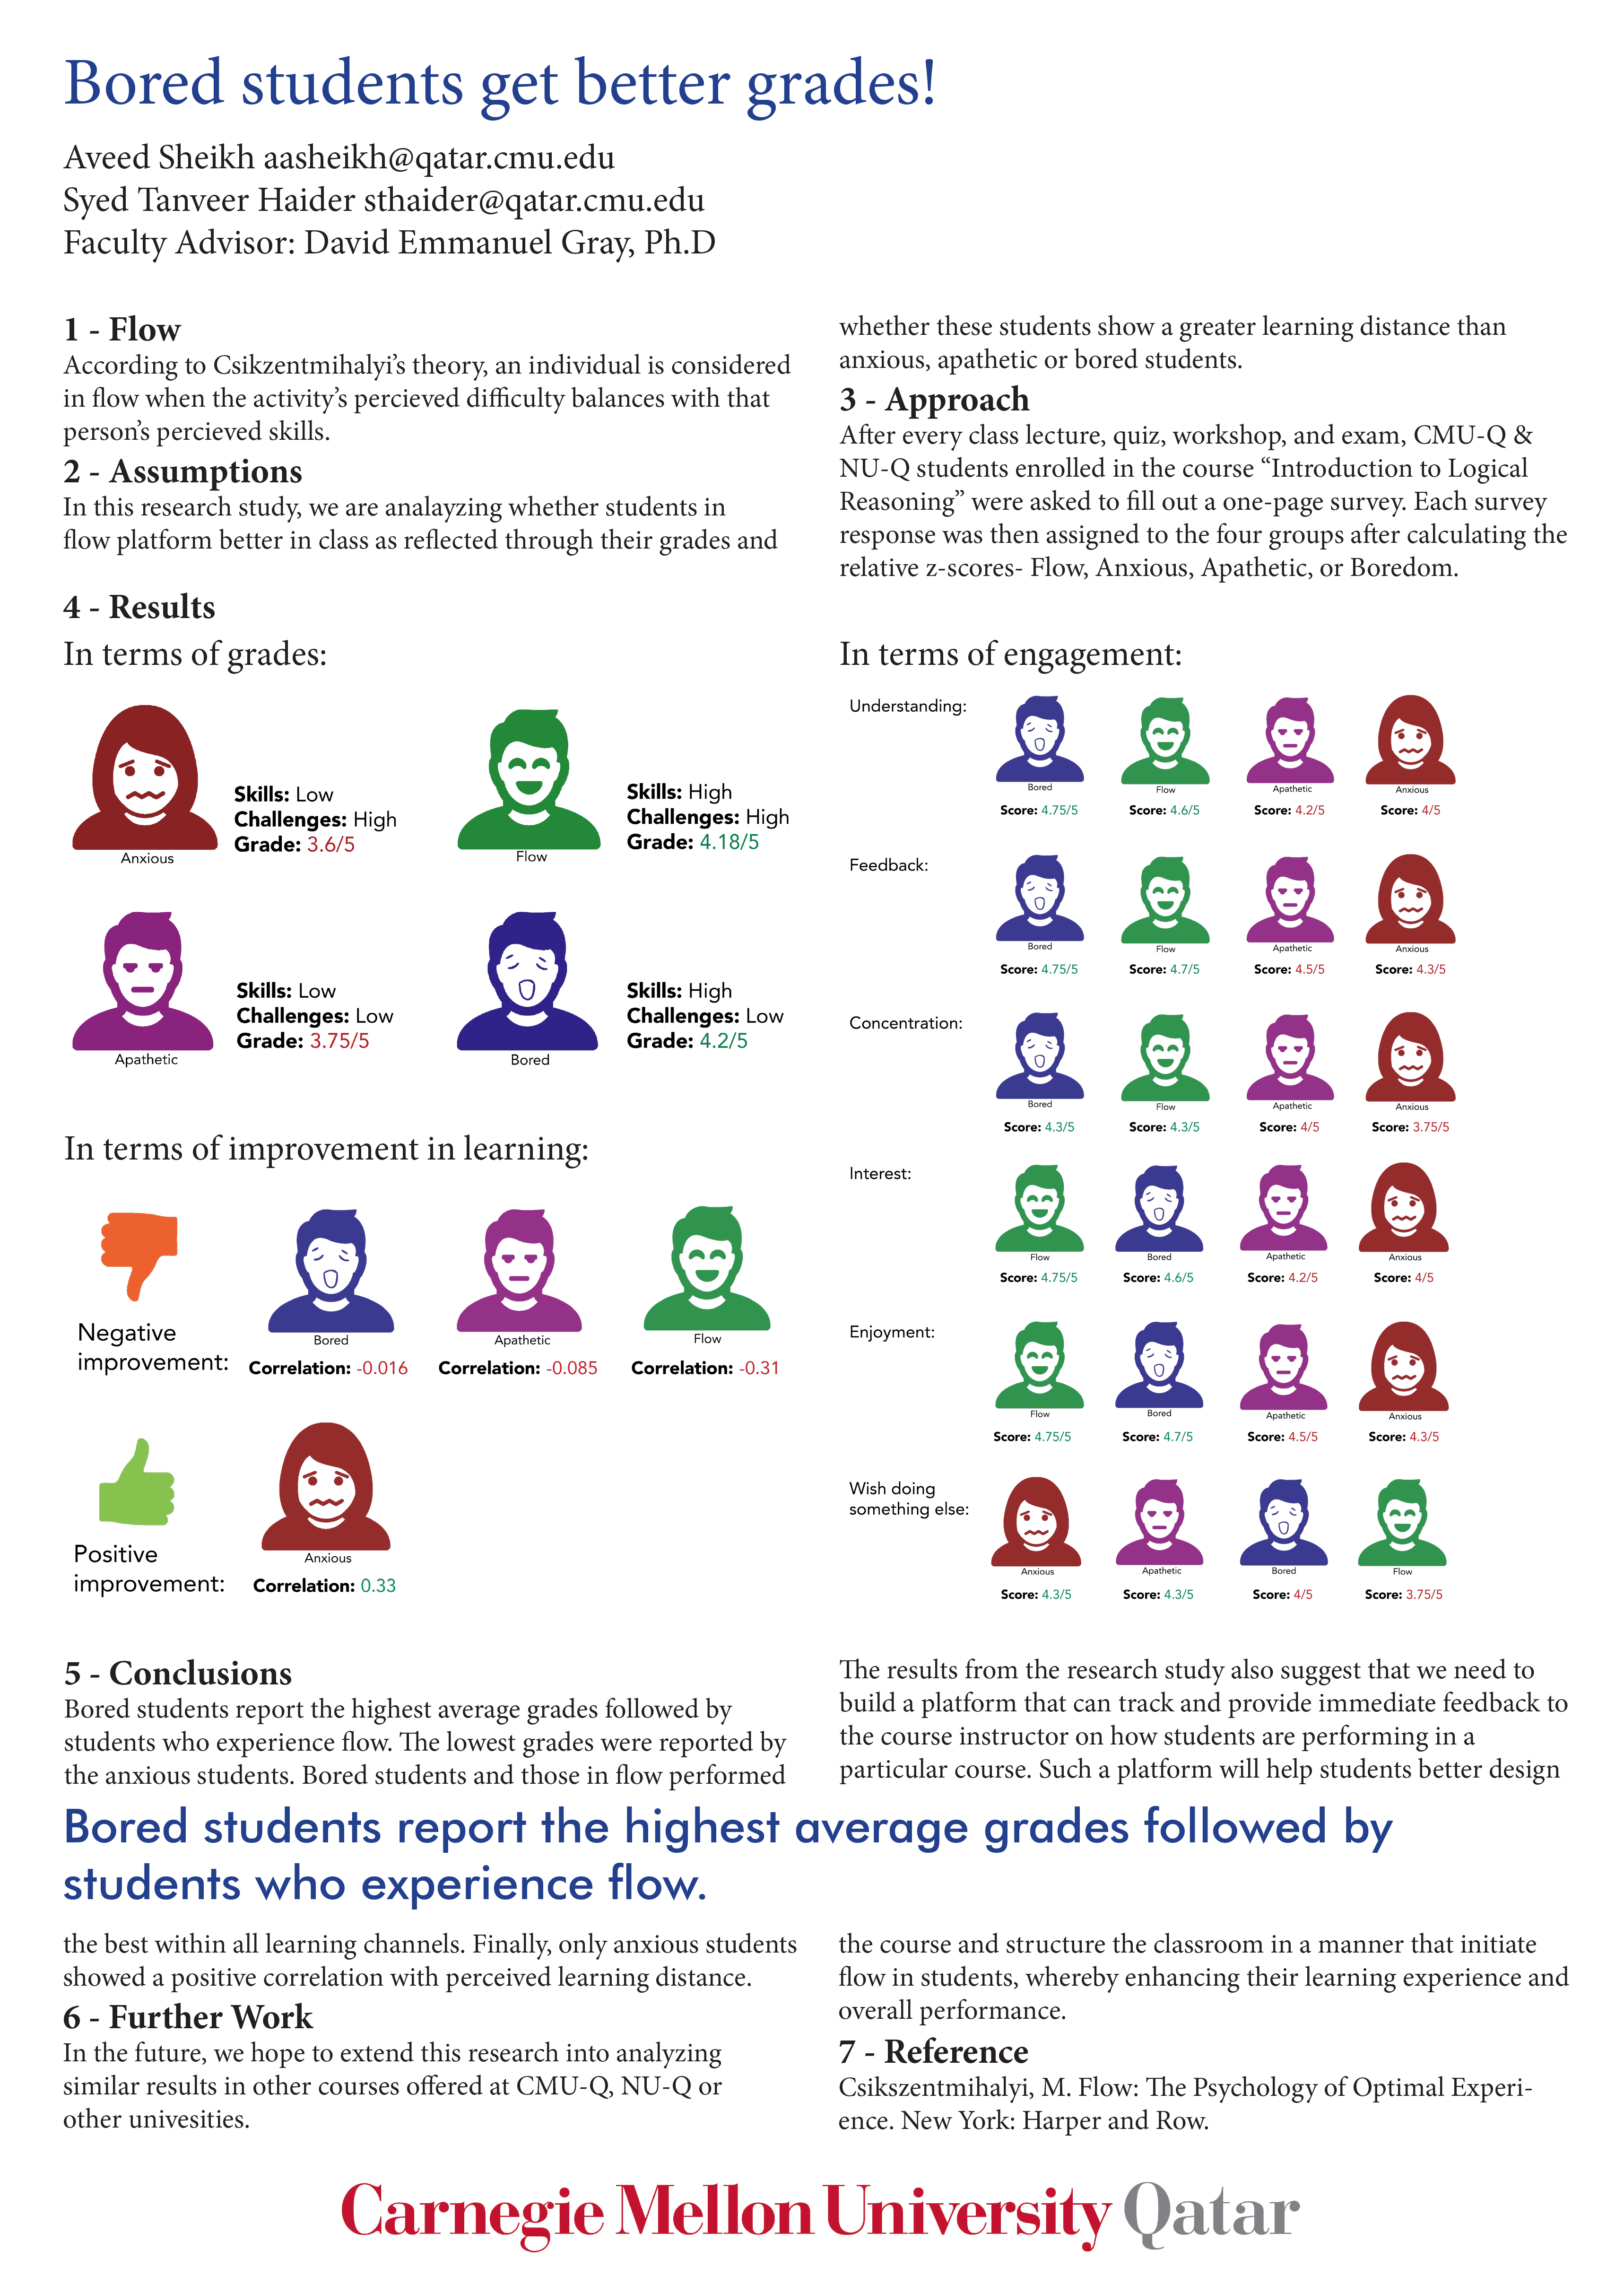 Bored students get better grades!
Aveed Sheikh aasheikh@qatar.cmu.edu
Syed Tanveer Haider sthaider@qatar.cmu.edu
Faculty Advisor: David Emmanuel Gray, Ph.D
1 - Flow
According to Csikzentmihalyi's theory, an individual is considered
in flow when the activity's percieved difficulty balances with that
person's percieved skills.
2 - Assumptions
In this research study, we are analayzing whether students in
flow platform better in class as reflected through their grades and
whether these students show a greater learning distance than
anxious, apathetic or bored students.
3 - Approach
After every class lecture, quiz, workshop, and exam, CMU-Q &
NU-Q students enrolled in the course “Introduction to Logical
Reasoning” were asked to fill out a one-page survey. Each survey
response was then assigned to the four groups after calculating the
relative z-scores- Flow, Anxious, Apathetic, or Boredom.
4 - Results
In terms of grades:
Skills: Low
Challenges: High
Grade: 3.6/5
Anxious
Skills: High
Challenges: High
Grade: 4.18/5
Flow
Skills: Low
Challenges: Low
Grade: 3.75/5
Apathetic
Skills: High
Challenges: Low
Grade: 4.2/5
Bored
In terms of improvement in learning:
Negative
improvement:
Bored
Correlation: -0.016
Apathetic
Correlation: -0.085
Flow
Correlation: -0.31
Positive
improvement:
Anxious
Correlation: 0.33
In terms of engagement:
Understanding:
Bored Flow Apathetic Anxious
Score: 4.75/5 Score: 4.6/5 Score: 4.2/5 Score: 4/5
Feedback:
Bored Flow Apathetic Anxious
Score: 4.75/5 Score: 4.7/5 Score: 4.5/5 Score: 4.3/5
Concentration:
Bored Flow Apathetic Anxious
Score: 4.3/5 Score: 4.3/5 Score: 4/5 Score: 3.75/5
Interest:
Flow Bored Apathetic Anxious
Score: 4.75/5 Score: 4.6/5 Score: 4.2/5 Score: 4/5
Enjoyment:
Flow Bored Apathetic Anxious
Score: 4.75/5 Score: 4.7/5 Score: 4.5/5 Score: 4.3/5
Wish doing
something else:
Anxious Apathetic Bored Flow
Score: 4.3/5 Score: 4.3/5 Score: 4/5 Score: 3.75/5
5 - Conclusions
Bored students report the highest average grades followed by
students who experience flow. The lowest grades were reported by
the anxious students. Bored students and those in flow performed
The results from the research study also suggest that we need to
build a platform that can track and provide immediate feedback to
the course instructor on how students are performing in a
particular course. Such a platform will help students better design
Bored students report the highest average grades followed by
students who experience flow.
the best within all learning channels. Finally, only anxious students
showed a positive correlation with perceived learning distance.
6 - Further Work
In the future, we hope to extend this research into analyzing
similar results in other courses offered at CMU-Q, NU-Q or
other univesities.
the course and structure the classroom in a manner that initiate
flow in students, whereby enhancing their learning experience and
overall performance.
7 - Reference
Csikszentmihalyi, M. Flow: The Psychology of Optimal Experi-
ence. New York: Harper and Row.
Carnegie Mellon University Qatar